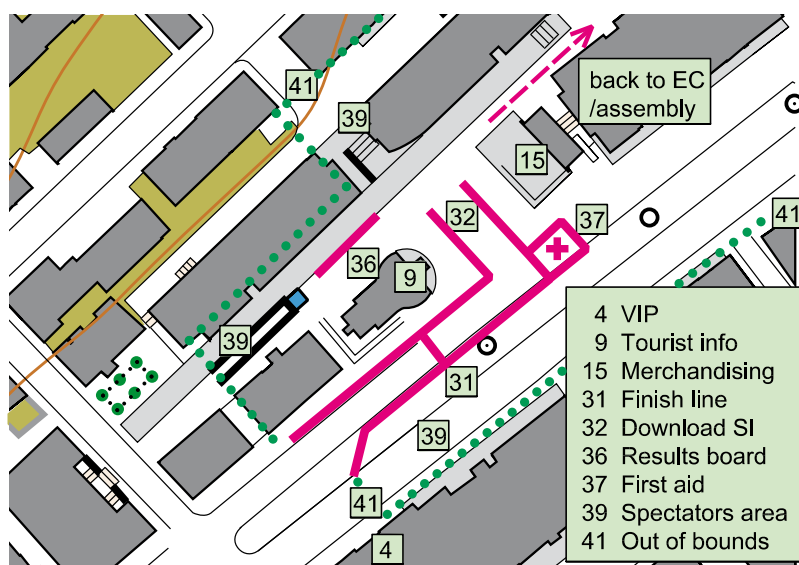 41
39
back to EC
/assembly
15
32
37
41
36
9
39
31
39
41
4
4 VIP
9 Tourist info
15 Merchandising
31 Finish line
32 Download SI
36 Results board
37 First aid
39 Spectators area
41 Out of bounds